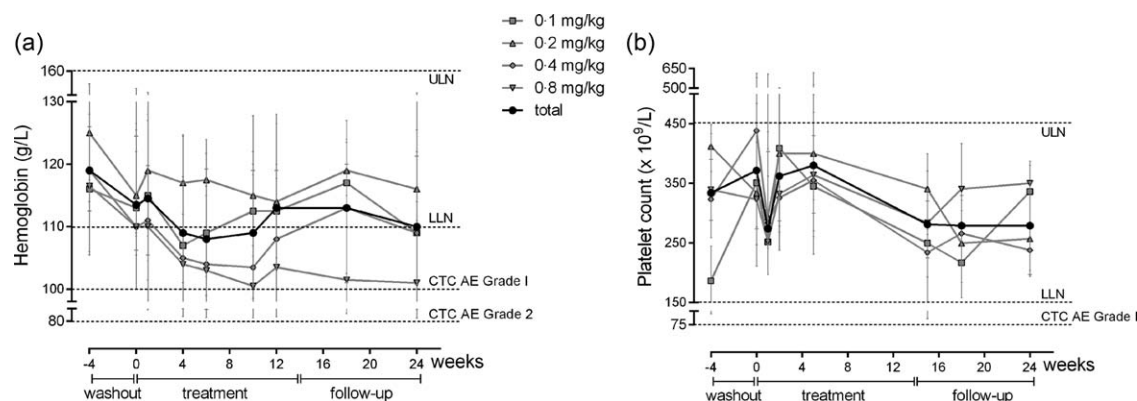 (a)
0·1 mg/kg
0·2 mg/kg
0·4 mg/kg
0·8 mg/kg
total
(b)
Hemoglobin (g/L)
160
130
120
110
100
80
ULN
LLN
CTC AE Grade I
CTC AE Grade 2
-4 0 4 8 12 16 20 24 weeks
washout treatment follow-up
Platelet count (x 10⁹/L)
650
500
450
350
250
150
75
ULN
LLN
CTC AE Grade I
-4 0 4 8 12 16 20 24 weeks
washout treatment follow-up